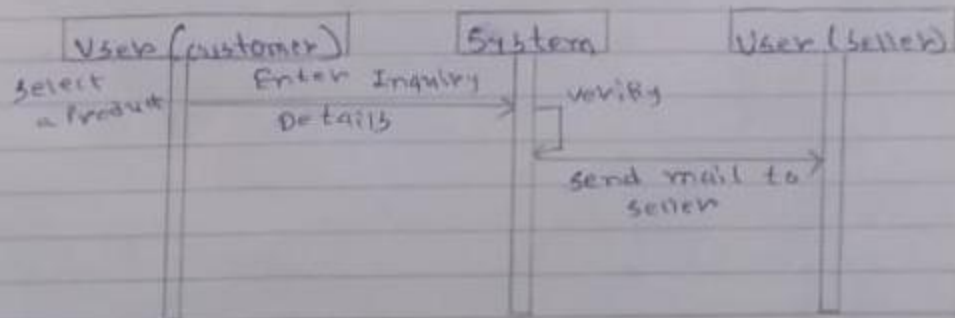 User (customer)
System
User (Seller)
Select
a Product
Enter Inquiry
Details
verify
send mail to
seller